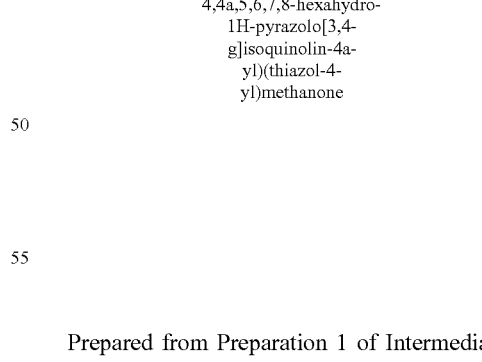 4,4a,5,6,7,8-hexahydro-
1H-pyrazolo[3,4-
g]isoquinolin-4a-
yl)(thiazol-4-
yl)methanone
50
55
Prepared from Preparation 1 of